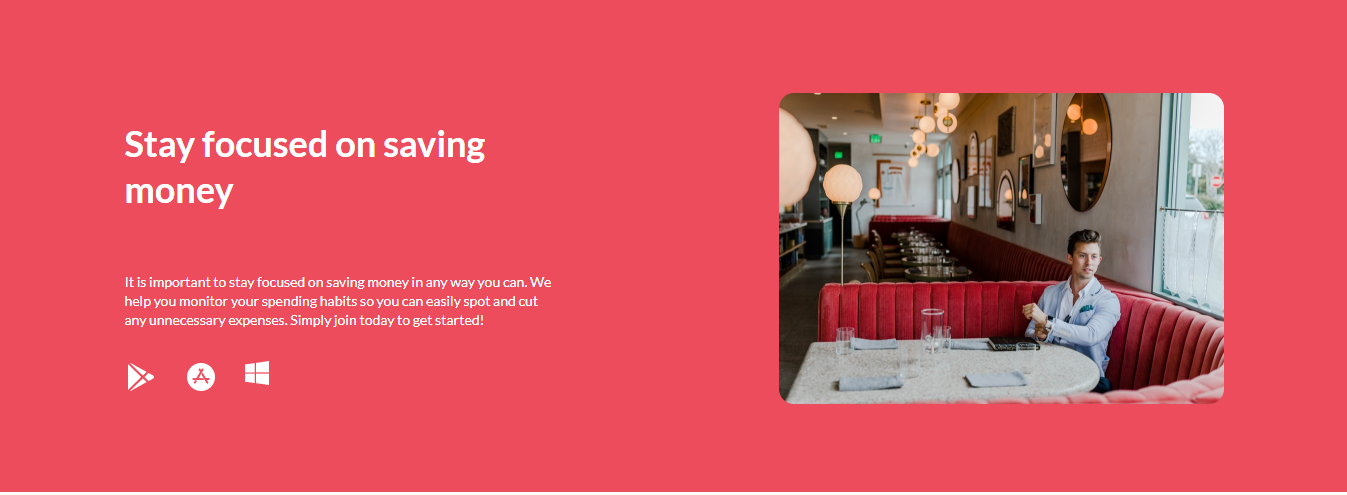 Stay focused on saving
money
It is important to stay focused on saving money in any way you can. We
help you monitor your spending habits so you can easily spot and cut
any unnecessary expenses. Simply join today to get started!